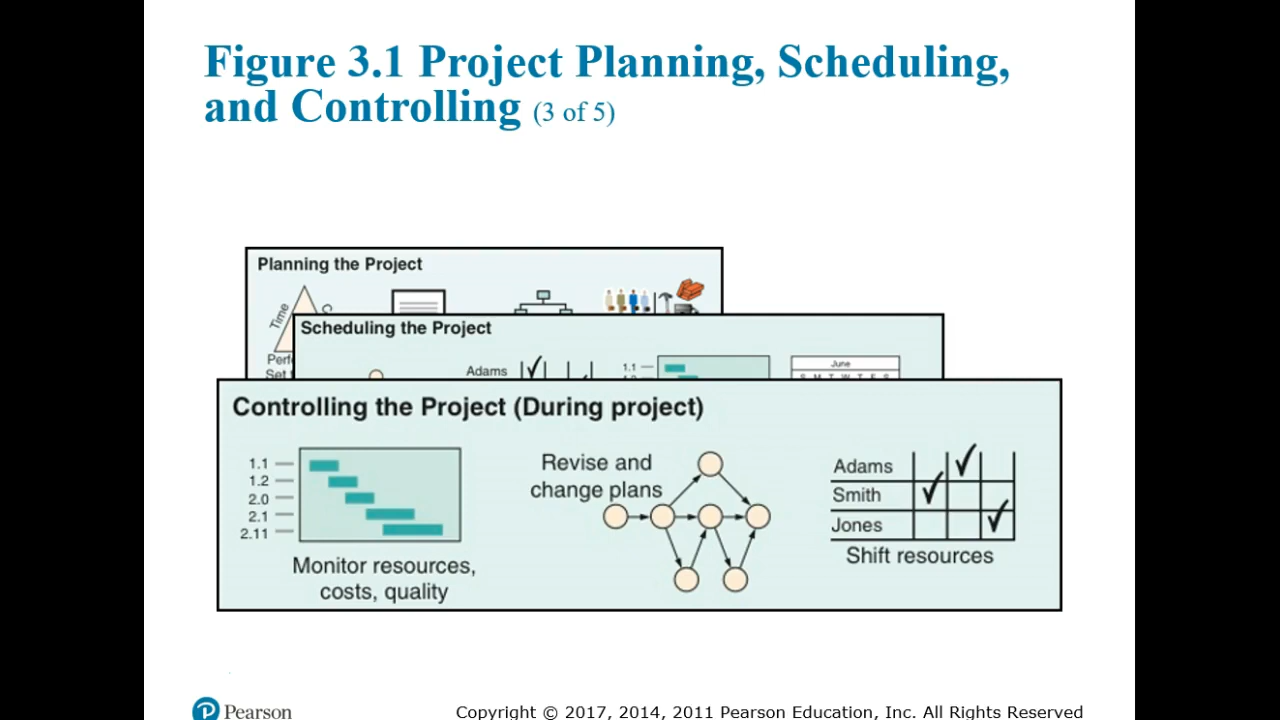 Figure 3.1 Project Planning, Scheduling,
and Controlling (3 of 5)
Planning the Project
Time
Scheduling the Project
Set
Adams
1.1
June
S M T W T F S
Controlling the Project (During project)
1.1
1.2
2.0
2.1
2.11
Monitor resources,
costs, quality
Revise and
change plans
Adams
Smith
Jones
Shift resources
Pearson
Copyright © 2017, 2014, 2011 Pearson Education, Inc. All Rights Reserved